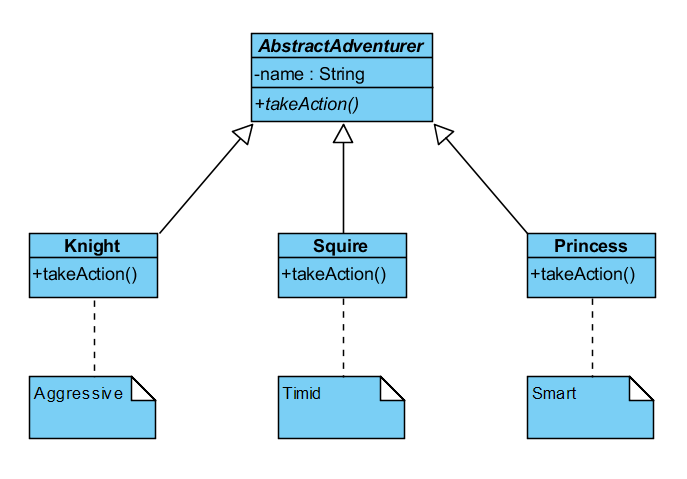 AbstractAdventurer
-name : String
+takeAction()
Knight
+takeAction()
Squire
+takeAction()
Princess
+takeAction()
Aggressive
Timid
Smart